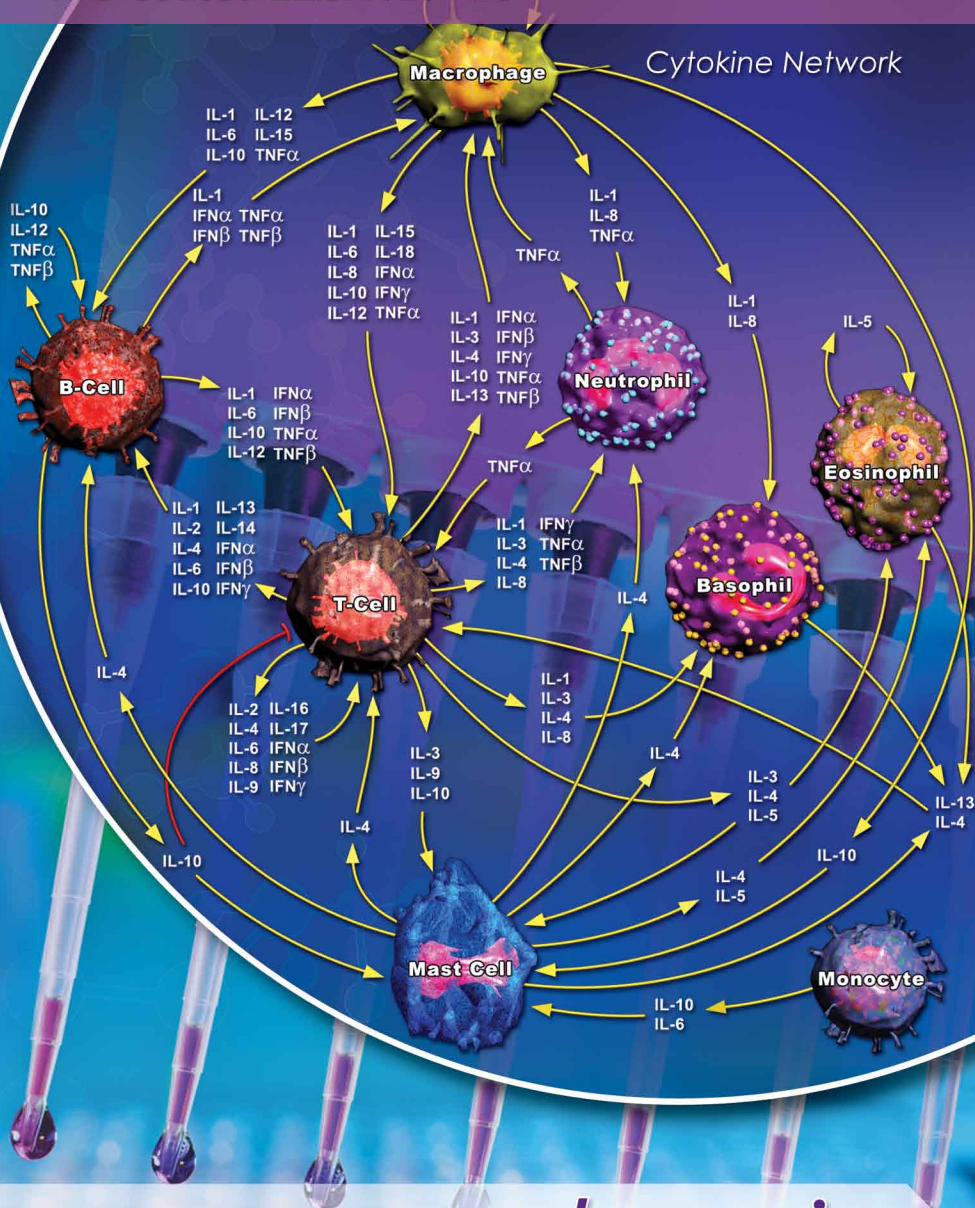 Cytokine Network
Macrophage
IL-1 IL-12
IL-6 IL-15
IL-10 TNFα
IL-1
IFNα TNFα
IFNβ TNFβ
IL-10
IL-12
TNFα
TNFβ
IL-1 IL-15
IL-6 IL-18
IL-8 IFNα
IL-10 IFNγ
IL-12 TNFα
TNFα
IL-1
IL-8
TNFα
IL-1
IL-8
IL-5
IL-1 IFNα
IL-3 IFNβ
IL-4 IFNγ
IL-10 TNFα
IL-13 TNFβ
B-Cell
Neutrophil
Eosinophil
IL-1 IFNα
IL-6 IFNβ
IL-10 TNFα
IL-12 TNFβ
TNFα
IL-1 IL-13
IL-2 IL-14
IL-4 IFNα
IL-6 IFNβ
IL-10 IFNγ
IL-1 IFNγ
IL-3 TNFα
IL-4 TNFβ
IL-8
T-Cell
IL-4
Basophil
IL-4
IL-2 IL-16
IL-4 IL-17
IL-6 IFNα
IL-8 IFNβ
IL-9 IFNγ
IL-3
IL-9
IL-10
IL-1
IL-3
IL-4
IL-8
IL-4
IL-3
IL-4
IL-5
IL-13
IL-4
IL-10
IL-4
IL-4
IL-5
IL-10
Mast Cell
Monocyte
IL-10
IL-6